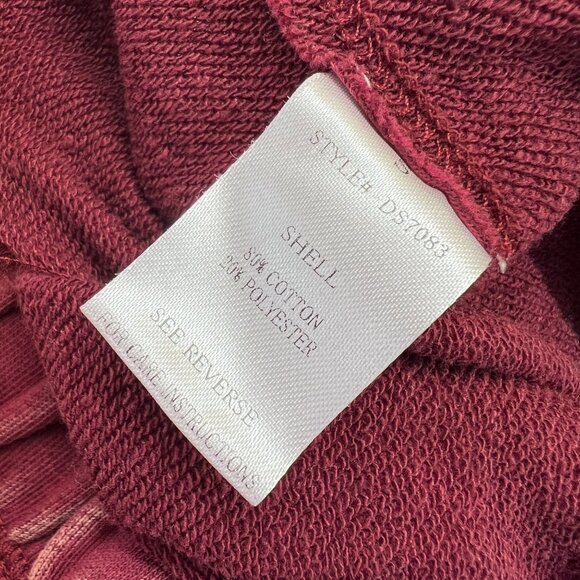 S
STYLE# DS7083
SHELL
80% COTTON
20% POLYESTER
SEE REVERSE
FOR CARE INSTRUCTIONS